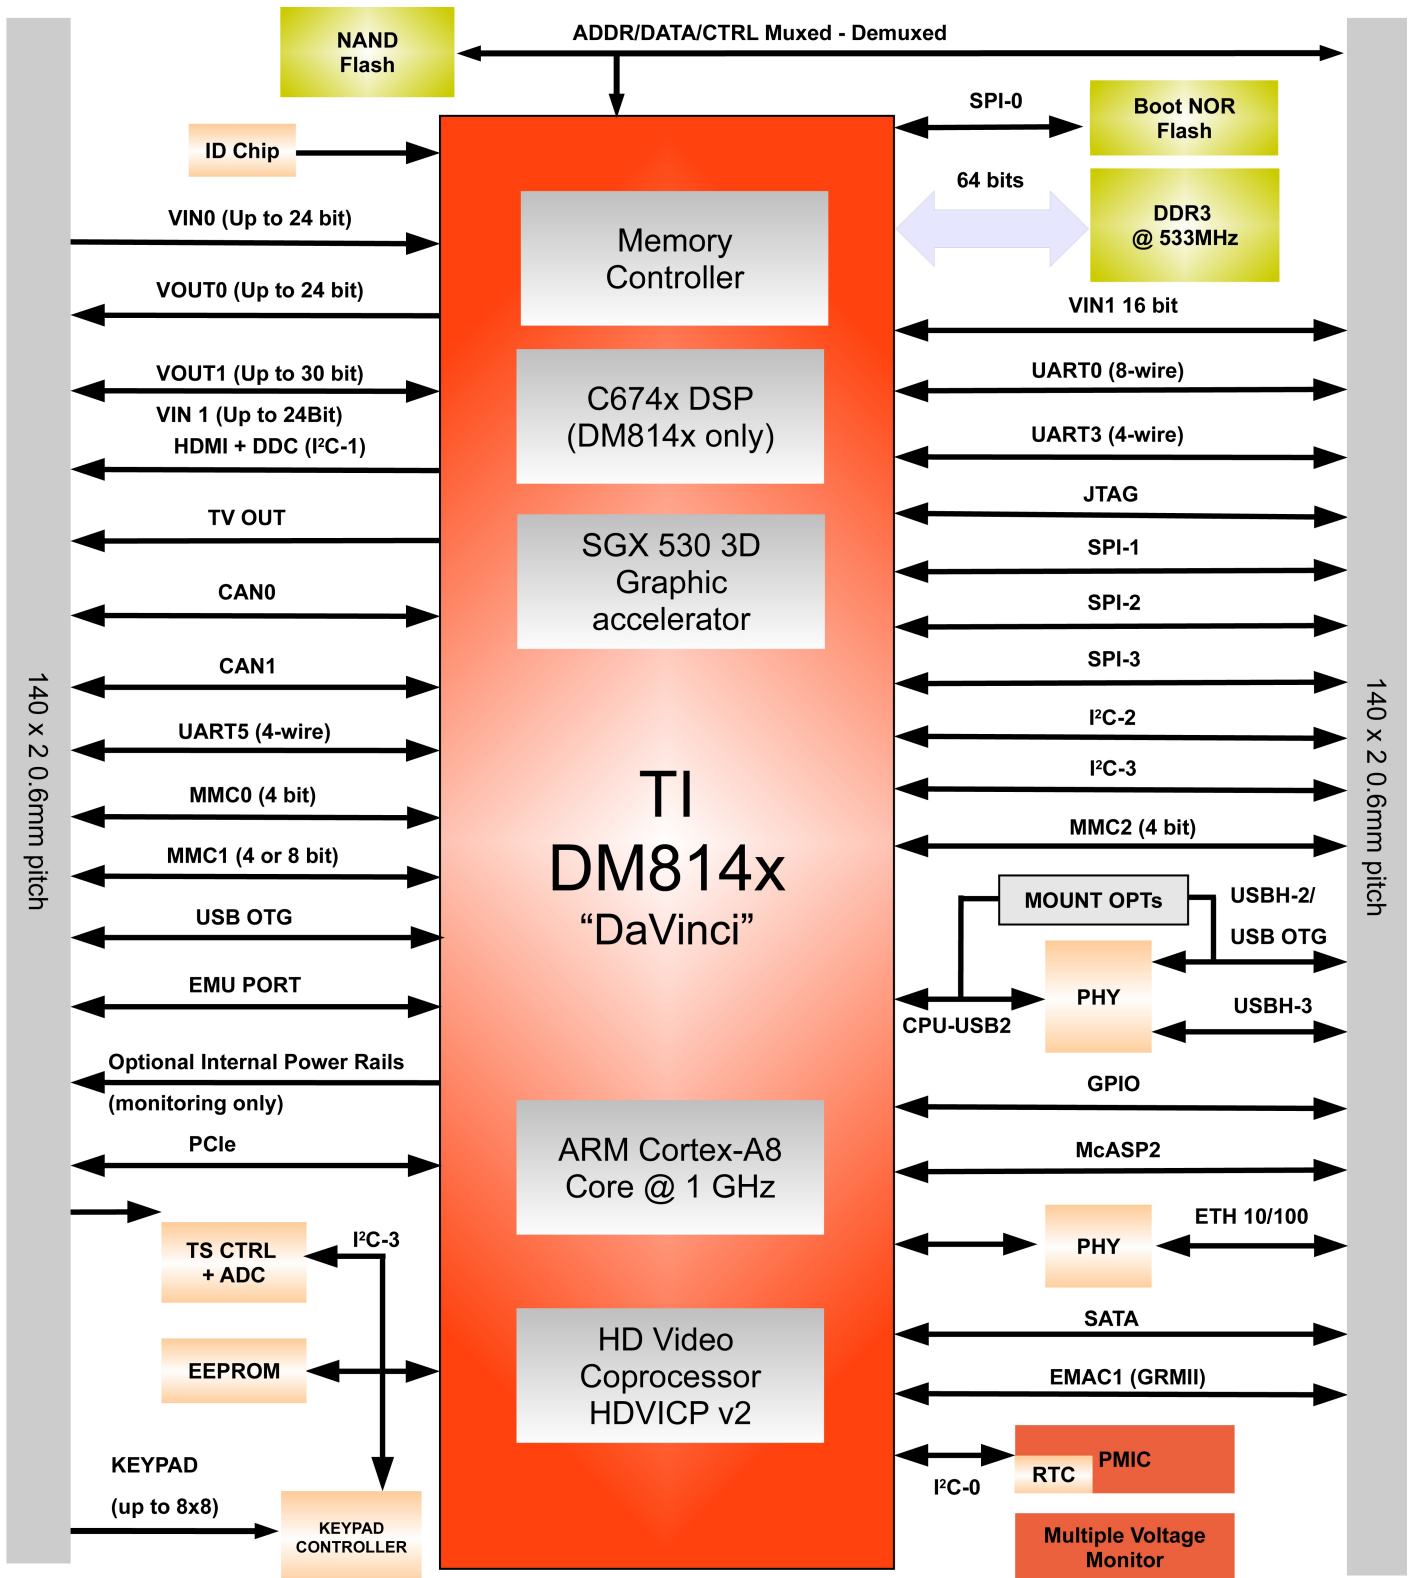 NAND
Flash
ADDR/DATA/CTRL Muxed - Demuxed
ID Chip
VIN0 (Up to 24 bit)
VOUT0 (Up to 24 bit)
VOUT1 (Up to 30 bit)
VIN 1 (Up to 24Bit)
HDMI + DDC (I²C-1)
TV OUT
CAN0
CAN1
UART5 (4-wire)
MMC0 (4 bit)
MMC1 (4 or 8 bit)
USB OTG
EMU PORT
Optional Internal Power Rails
(monitoring only)
PCIe
TS CTRL
+ ADC
I²C-3
EEPROM
KEYPAD
(up to 8x8)
KEYPAD
CONTROLLER
140 x 2 0.6mm pitch
Memory
Controller
C674x DSP
(DM814x only)
SGX 530 3D
Graphic
accelerator
TI
DM814x
“DaVinci”
ARM Cortex-A8
Core @ 1 GHz
HD Video
Coprocessor
HDVICP v2
SPI-0
Boot NOR
Flash
64 bits
DDR3
@ 533MHz
VIN1 16 bit
UART0 (8-wire)
UART3 (4-wire)
JTAG
SPI-1
SPI-2
SPI-3
I²C-2
I²C-3
MMC2 (4 bit)
MOUNT OPTs
USBH-2/
USB OTG
PHY
CPU-USB2
USBH-3
GPIO
McASP2
ETH 10/100
PHY
SATA
EMAC1 (GRMII)
I²C-0
PMIC
RTC
Multiple Voltage
Monitor
140 x 2 0.6mm pitch